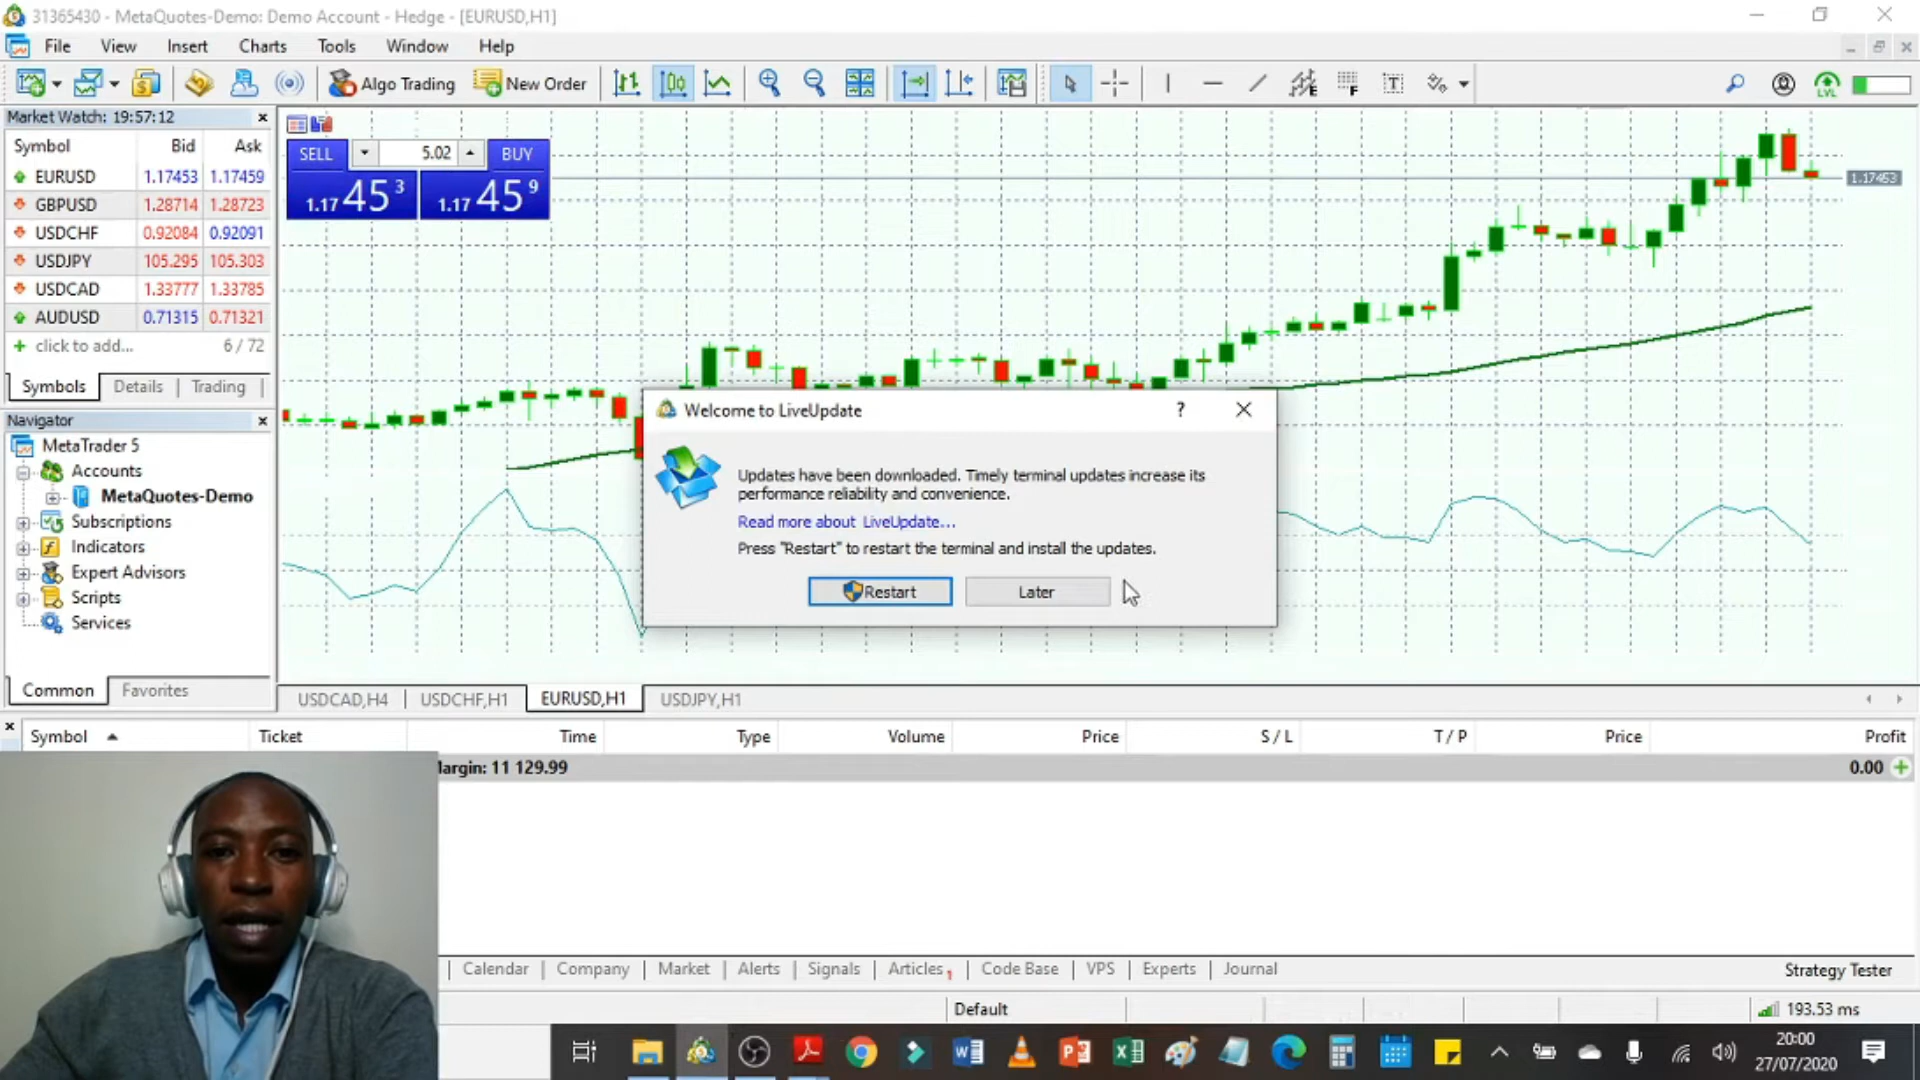 31365430 - MetaQuotes-Demo: Demo Account - Hedge - [EURUSD,H1]
File View Insert Charts Tools Window Help
Algo Trading New Order
LVL
Market Watch: 19:57:12
Symbol Bid Ask
EURUSD 1.17453 1.17459
GBPUSD 1.28714 1.28723
USDCHF 0.92084 0.92091
USDJPY 105.295 105.303
USDCAD 1.33777 1.33785
AUDUSD 0.71315 0.71321
click to add... 6 / 72
Symbols Details Trading
SELL 5.02 BUY
1.17 45 3 1.17 45 9
1.17453
Navigator
MetaTrader 5
Accounts
MetaQuotes-Demo
Subscriptions
Indicators
Expert Advisors
Scripts
Services
Common Favorites
Welcome to LiveUpdate ?
Updates have been downloaded. Timely terminal updates increase its
performance reliability and convenience.
Read more about LiveUpdate...
Press "Restart" to restart the terminal and install the updates.
Restart Later
USDCAD,H4 USDCHF,H1 EURUSD,H1 USDJPY,H1
Symbol Ticket Time Type Volume Price S / L T / P Price Profit
argin: 11 129.99 0.00
Calendar Company Market Alerts Signals Articles 1 Code Base VPS Experts Journal Strategy Tester
Default 193.53 ms
20:00
27/07/2020